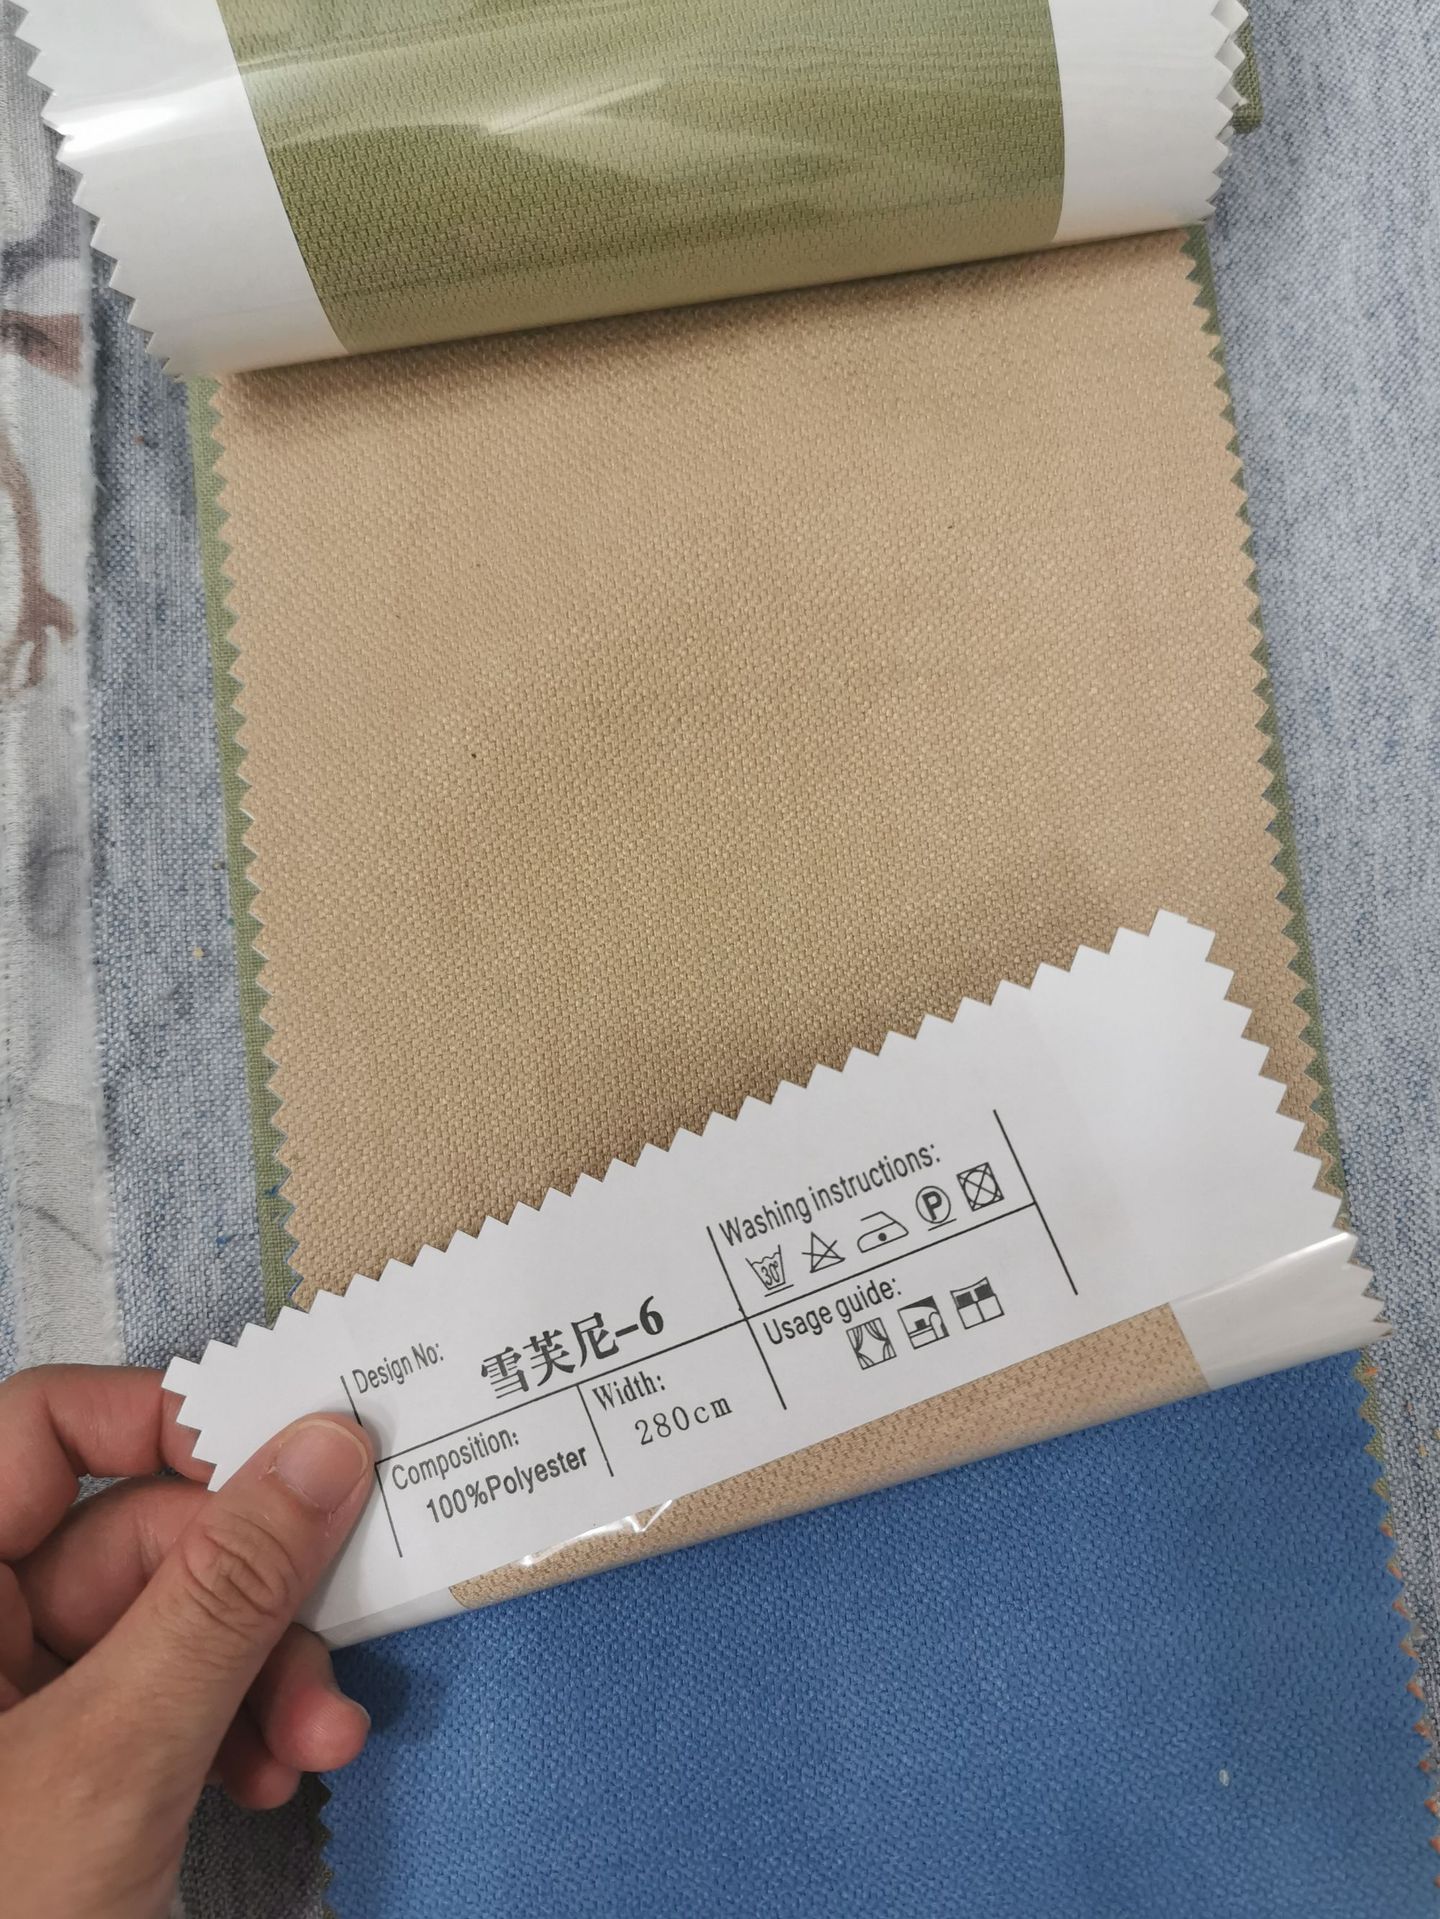 Design No:
雪芙尼-6
Composition:
100%Polyester
Width:
280cm
Washing instructions:
30°
P
Usage guide: